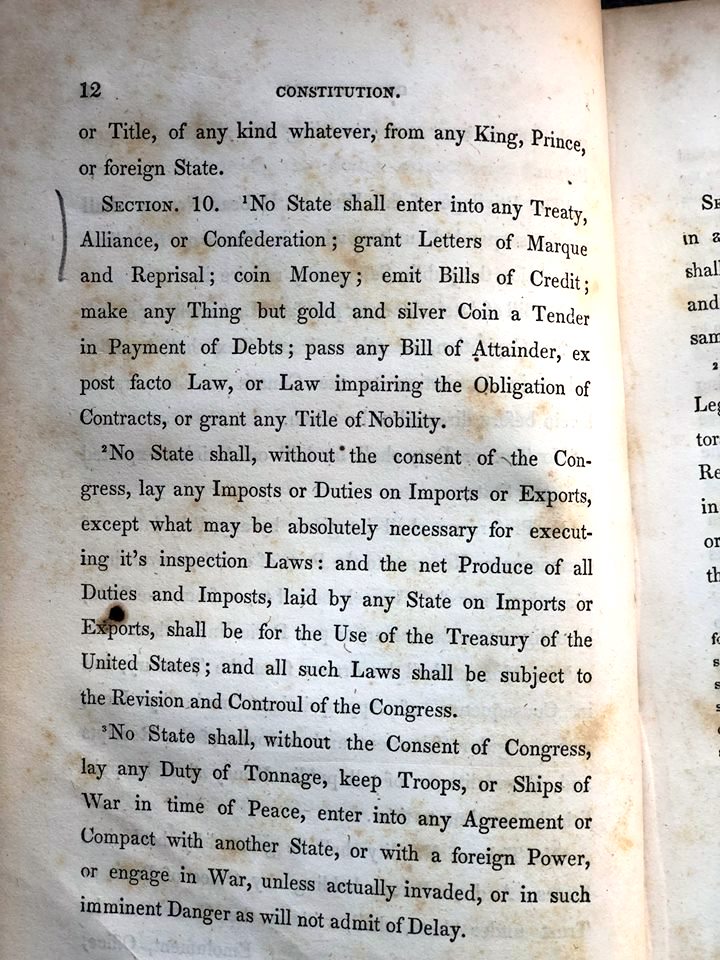 12 CONSTITUTION.
or Title, of any kind whatever, from any King, Prince,
or foreign State.
SECTION. 10. ¹No State shall enter into any Treaty,
Alliance, or Confederation; grant Letters of Marque
and Reprisal; coin Money; emit Bills of Credit;
make any Thing but gold and silver Coin a Tender
in Payment of Debts; pass any Bill of Attainder, ex
post facto Law, or Law impairing the Obligation of
Contracts, or grant any Title of Nobility.
²No State shall, without the consent of the Con-
gress, lay any Imposts or Duties on Imports or Exports,
except what may be absolutely necessary for execut-
ing it's inspection Laws: and the net Produce of all
Duties and Imposts, laid by any State on Imports or
Exports, shall be for the Use of the Treasury of the
United States; and all such Laws shall be subject to
the Revision and Controul of the Congress.
³No State shall, without the Consent of Congress,
lay any Duty of Tonnage, keep Troops, or Ships of
War in time of Peace, enter into any Agreement or
Compact with another State, or with a foreign Power,
or engage in War, unless actually invaded, or in such
imminent Danger as will not admit of Delay.
in
and
in
or